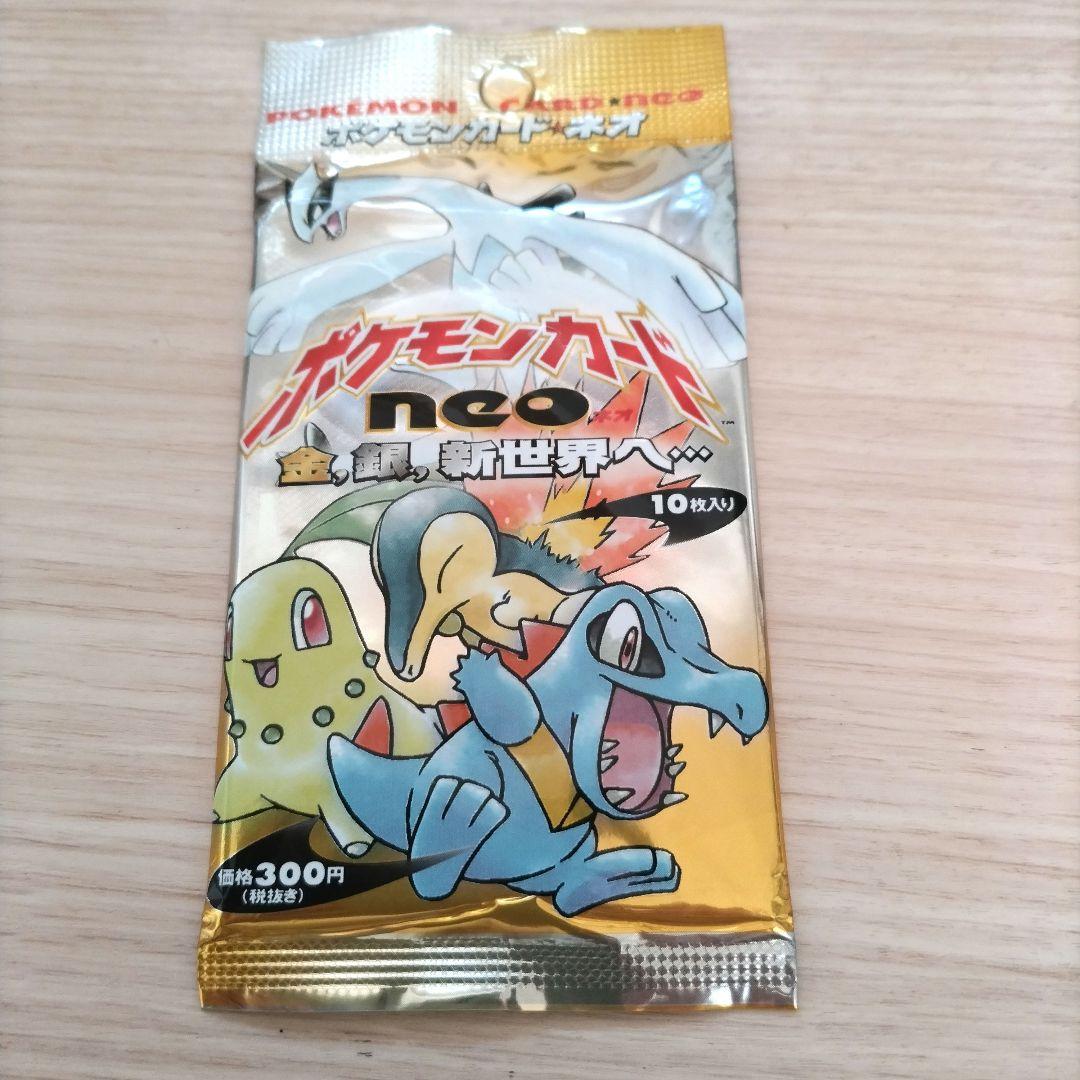 POKÉMON CARD★neo
ポケモンカード★ネオ
ポケモンカード
neo ネオ
™
金,銀,新世界へ…
10枚入り
価格300円
(税抜き)